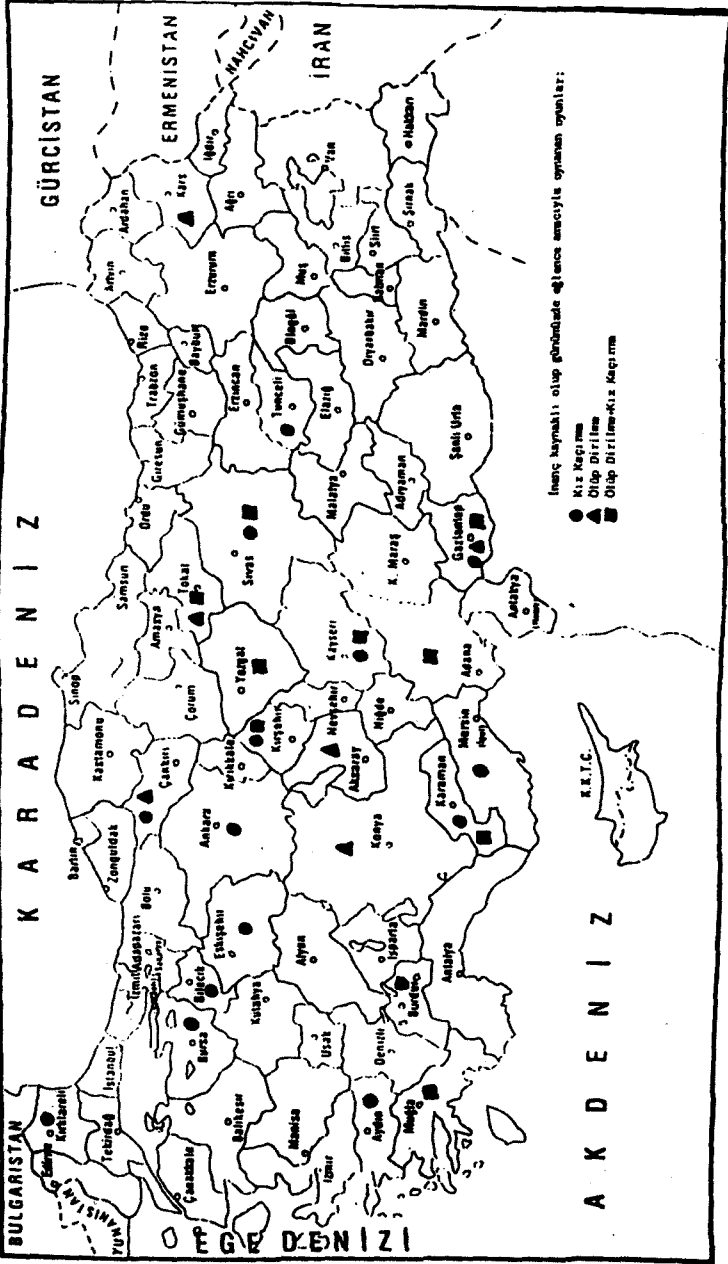 KARADENİZ
GÜRCİSTAN
ERMENİSTAN
NAHCIVAN
İRAN
BULGARİSTAN
YUNANİSTAN
EGE DENİZİ
AKDENİZ
K.K.T.C.
Edirne
Kırklareli
Tekirdağ
İstanbul
Çanakkale
Balıkesir
Bursa
Bilecik
İzmit
Adapazarı
Bolu
Zonguldak
Bartın
Kastamonu
Sinop
Samsun
Ordu
Giresun
Trabzon
Rize
Artvin
Ardahan
Kars
Iğdır
Ağrı
Erzurum
Bayburt
Gümüşhane
Erzincan
Tunceli
Bingöl
Muş
Bitlis
Van
Hakkari
Şırnak
Siirt
Batman
Mardin
Diyarbakır
Elazığ
Malatya
Adıyaman
Şanlı Urfa
Gaziantep
K. Maraş
Antakya
Adana
Kayseri
Sivas
Tokat
Amasya
Çorum
Yozgat
Çankırı
Kırıkkale
Kırşehir
Nevşehir
Niğde
Aksaray
Ankara
Konya
Karaman
Mersin
Eskişehir
Kütahya
Afyon
Isparta
Burdur
Antalya
Uşak
Denizli
Manisa
İzmir
Aydın
Muğla
İnanç kaynaklı olup günümüzde eğlence amacıyla oynanan oyunlar:
● Kız Kaçırma
▲ Ölüp Dirilme
■ Ölüp Dirilme-Kız Kaçırma